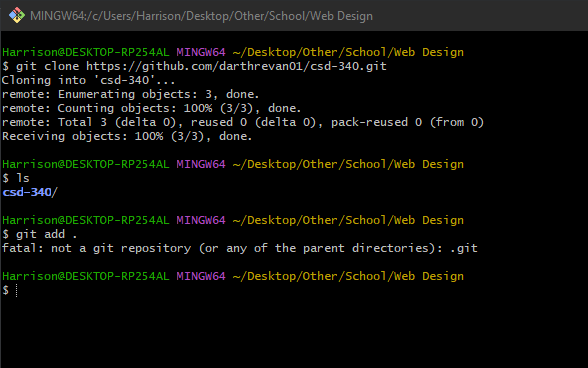 MINGW64:/c/Users/Harrison/Desktop/Other/School/Web Design
Harrison@DESKTOP-RP254AL MINGW64 ~/Desktop/Other/School/Web Design
$ git clone https://github.com/darthrevan01/csd-340.git
Cloning into 'csd-340'...
remote: Enumerating objects: 3, done.
remote: Counting objects: 100% (3/3), done.
remote: Total 3 (delta 0), reused 0 (delta 0), pack-reused 0 (from 0)
Receiving objects: 100% (3/3), done.
Harrison@DESKTOP-RP254AL MINGW64 ~/Desktop/Other/School/Web Design
$ ls
csd-340/
Harrison@DESKTOP-RP254AL MINGW64 ~/Desktop/Other/School/Web Design
$ git add .
fatal: not a git repository (or any of the parent directories): .git
Harrison@DESKTOP-RP254AL MINGW64 ~/Desktop/Other/School/Web Design
$